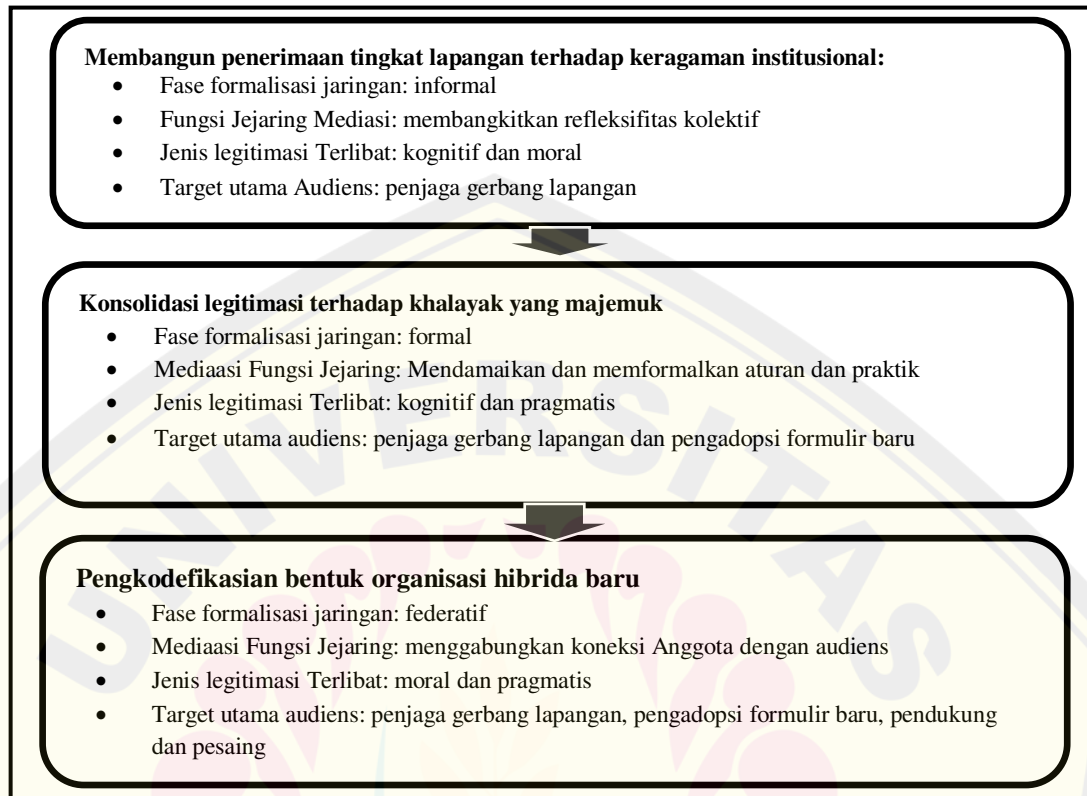 Membangun penerimaan tingkat lapangan terhadap keragaman institusional:
• Fase formalisasi jaringan: informal
• Fungsi Jejaring Mediasi: membangkitkan refleksifitas kolektif
• Jenis legitimasi Terlibat: kognitif dan moral
• Target utama Audiens: penjaga gerbang lapangan
Konsolidasi legitimasi terhadap khalayak yang majemuk
• Fase formalisasi jaringan: formal
• Mediaasi Fungsi Jejaring: Mendamaikan dan memformalkan aturan dan praktik
• Jenis legitimasi Terlibat: kognitif dan pragmatis
• Target utama audiens: penjaga gerbang lapangan dan pengadopsi formulir baru
Pengkodefikasian bentuk organisasi hibrida baru
• Fase formalisasi jaringan: federatif
• Mediaasi Fungsi Jejaring: menggabungkan koneksi Anggota dengan audiens
• Jenis legitimasi Terlibat: moral dan pragmatis
• Target utama audiens: penjaga gerbang lapangan, pengadopsi formulir baru, pendukung
dan pesaing
UNIVERSITAS